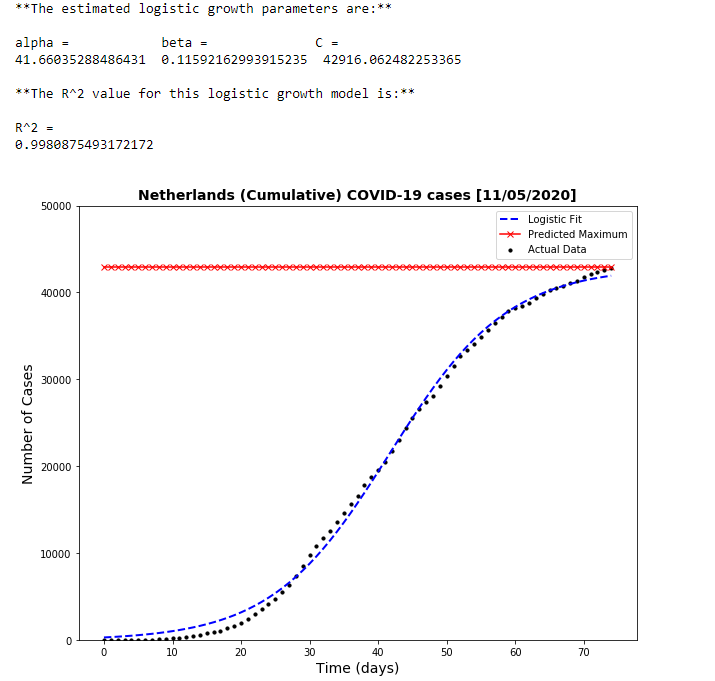 **The estimated logistic growth parameters are:**
alpha = beta = C =
41.66035288486431 0.11592162993915235 42916.062482253365
**The R^2 value for this logistic growth model is:**
R^2 =
0.9980875493172172
Netherlands (Cumulative) COVID-19 cases [11/05/2020]
Logistic Fit
Predicted Maximum
Actual Data
Number of Cases
50000
40000
30000
20000
10000
0
0 10 20 30 40 50 60 70
Time (days)